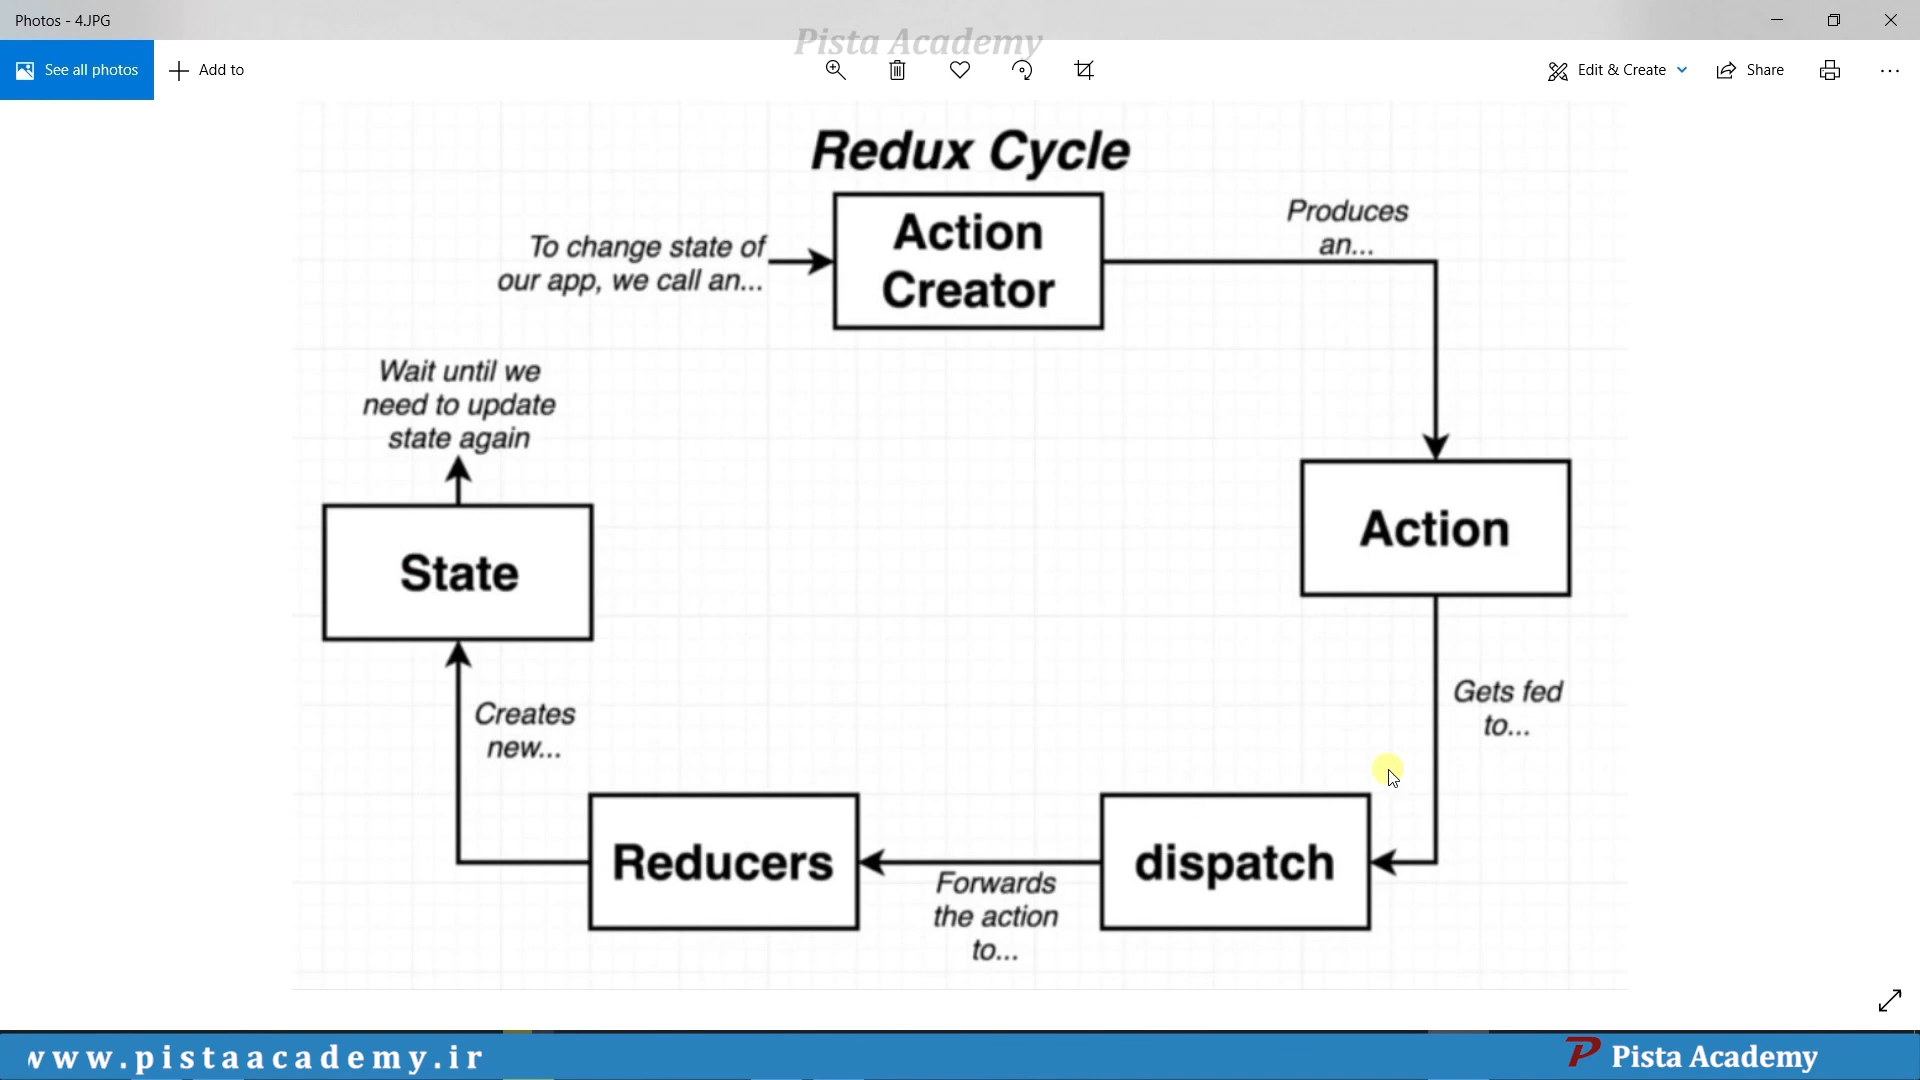 Photos - 4.JPG
Pista Academy
See all photos
Add to
Edit & Create
Share
Redux Cycle
Action
Creator
To change state of
our app, we call an...
Produces
an...
Wait until we
need to update
state again
State
Action
Creates
new...
Gets fed
to...
Reducers
dispatch
Forwards
the action
to...
www.pistaacademy.ir
Pista Academy